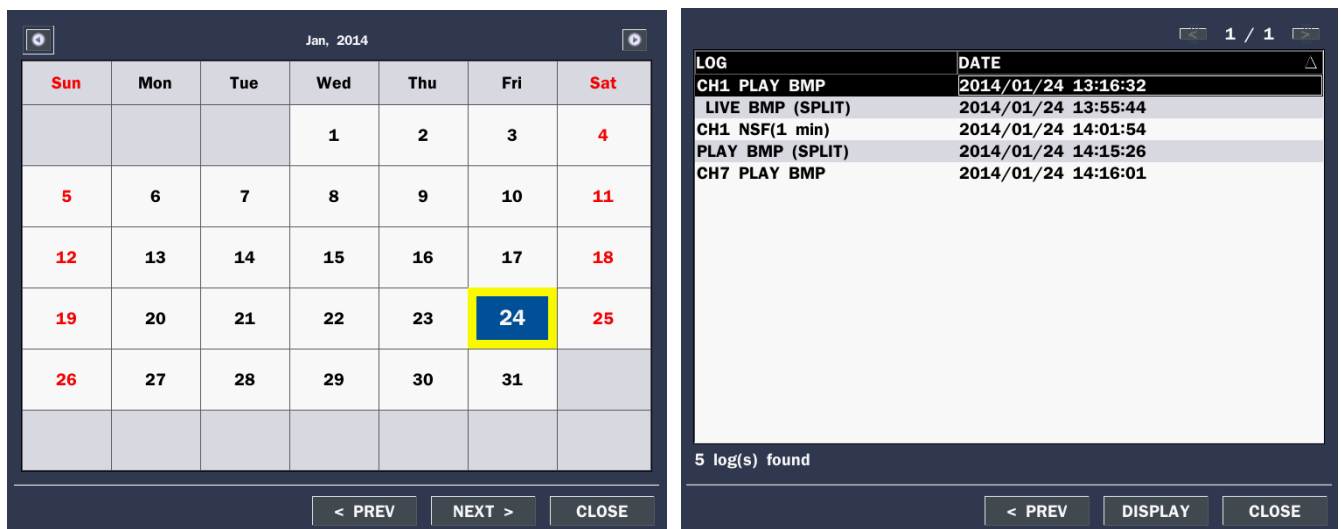 Jan, 2014
Sun Mon Tue Wed Thu Fri Sat
1 2 3 4
5 6 7 8 9 10 11
12 13 14 15 16 17 18
19 20 21 22 23 24 25
26 27 28 29 30 31
< PREV NEXT > CLOSE
< 1 / 1 >
LOG DATE △
CH1 PLAY BMP 2014/01/24 13:16:32
LIVE BMP (SPLIT) 2014/01/24 13:55:44
CH1 NSF(1 min) 2014/01/24 14:01:54
PLAY BMP (SPLIT) 2014/01/24 14:15:26
CH7 PLAY BMP 2014/01/24 14:16:01
5 log(s) found
< PREV DISPLAY CLOSE